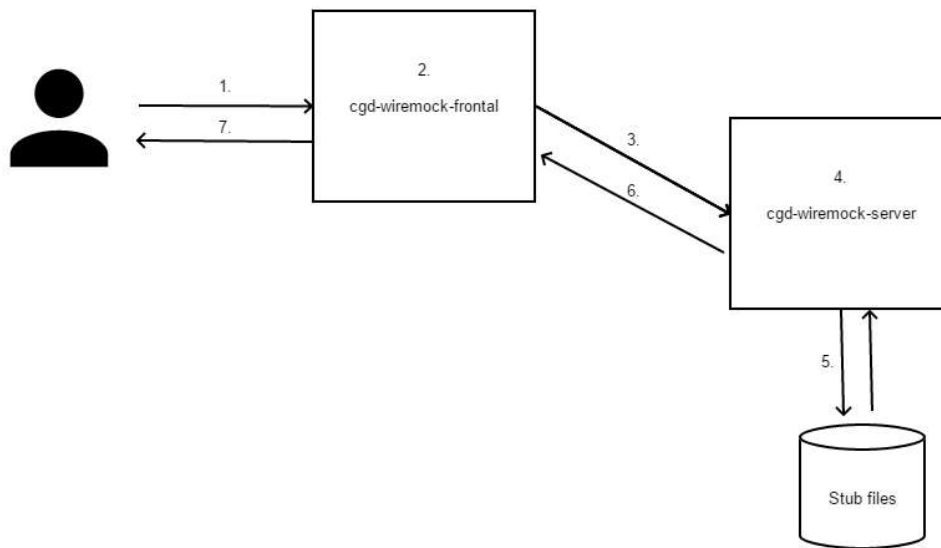 1.
7.
2.
cgd-wiremock-frontal
3.
6.
4.
cgd-wiremock-server
5.
Stub files